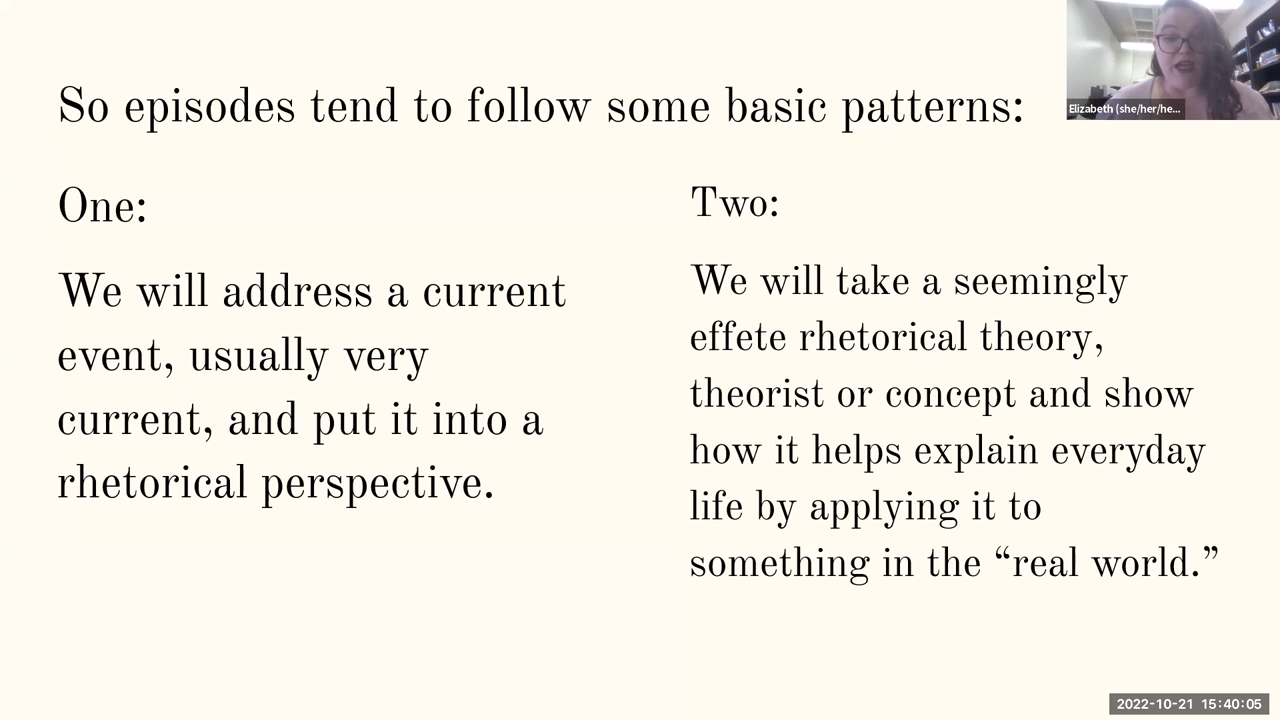 So episodes tend to follow some basic patterns:
One:
We will address a current
event, usually very
current, and put it into a
rhetorical perspective.
Two:
We will take a seemingly
effete rhetorical theory,
theorist or concept and show
how it helps explain everyday
life by applying it to
something in the “real world.”
Elizabeth (she/her/he...
2022-10-21 15:40:05